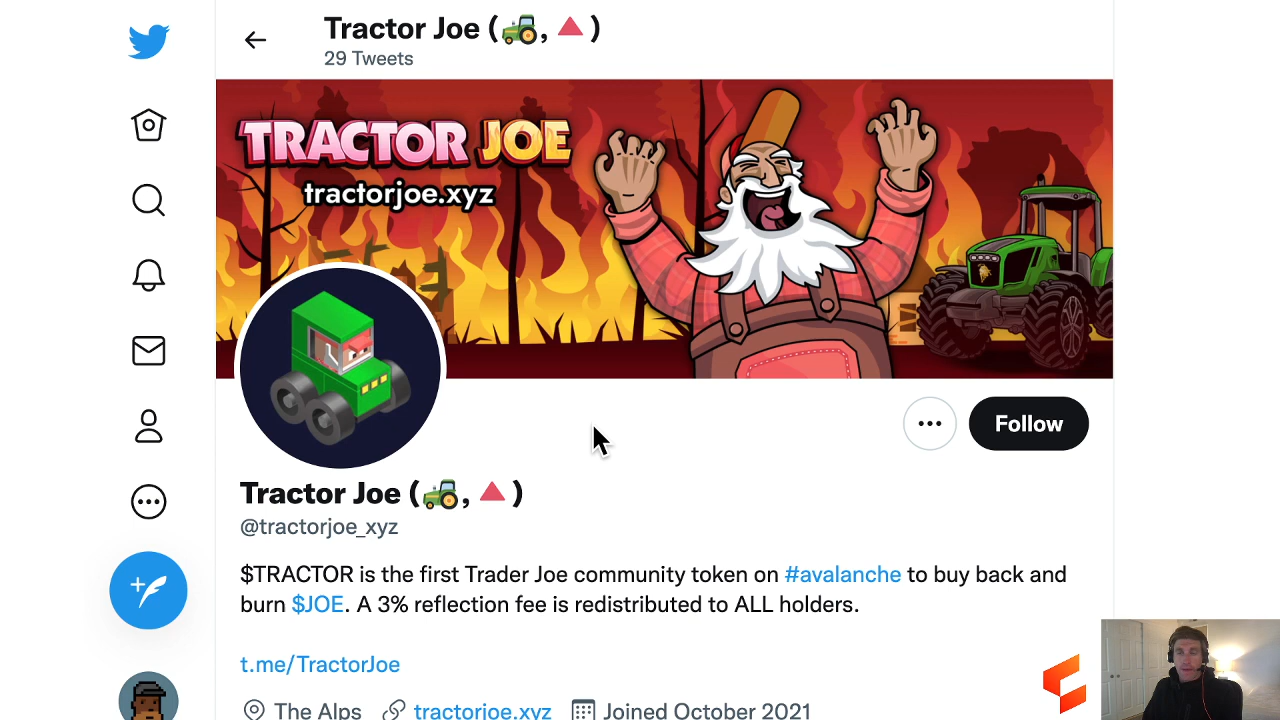 Tractor Joe (🚜, 🔺)
29 Tweets
TRACTOR JOE
tractorjoe.xyz
Follow
Tractor Joe (🚜, 🔺)
@tractorjoe_xyz
$TRACTOR is the first Trader Joe community token on #avalanche to buy back and
burn $JOE. A 3% reflection fee is redistributed to ALL holders.
t.me/TractorJoe
The Alps tractorjoe.xyz Joined October 2021